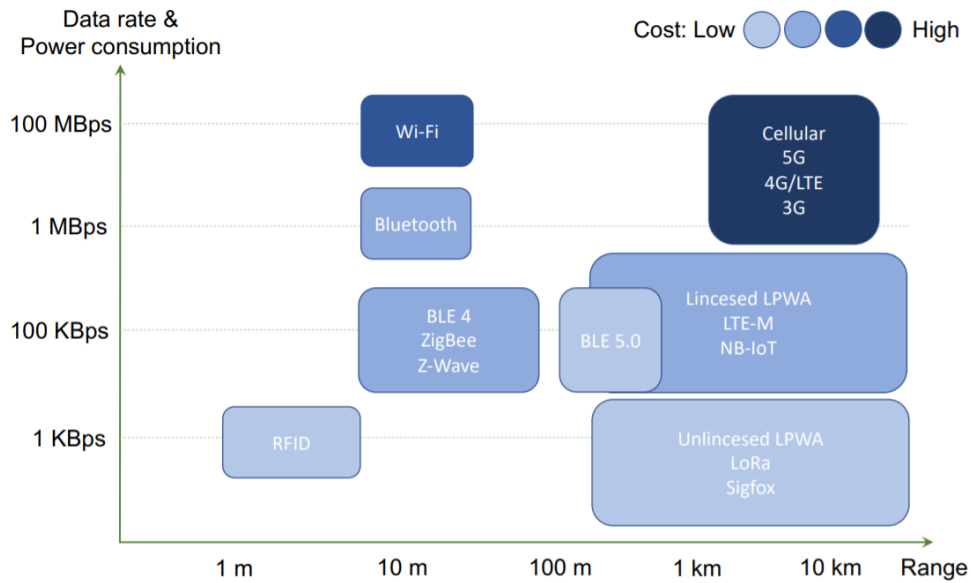 Data rate &
Power consumption
Cost: Low
High
100 MBps
Wi-Fi
Cellular
5G
4G/LTE
3G
1 MBps
Bluetooth
100 KBps
BLE 4
ZigBee
Z-Wave
BLE 5.0
Lincesed LPWA
LTE-M
NB-IoT
1 KBps
RFID
Unlincesed LPWA
LoRa
Sigfox
1 m
10 m
100 m
1 km
10 km
Range